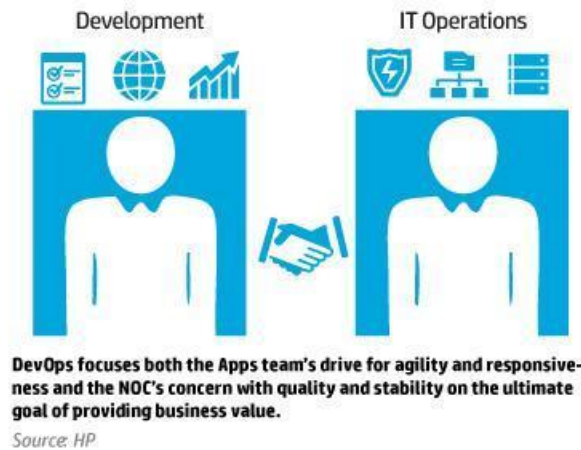 Development
IT Operations
DevOps focuses both the Apps team's drive for agility and responsive-
ness and the NOC's concern with quality and stability on the ultimate
goal of providing business value.
Source: HP